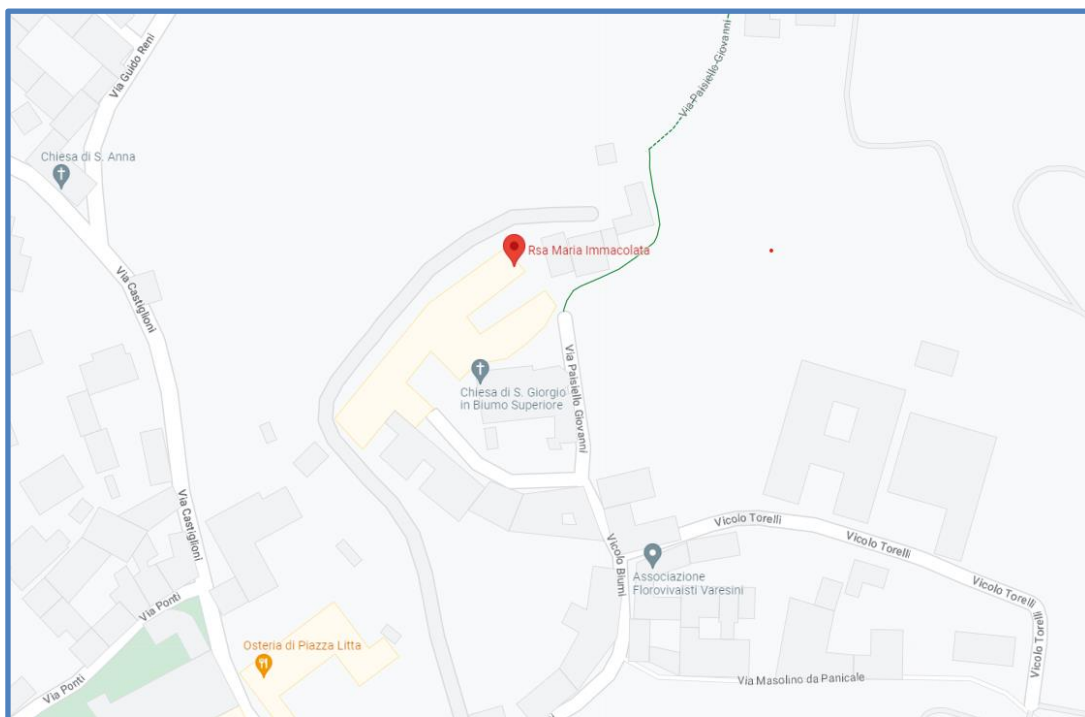 Via Guido Reni
Via Paisiello Giovanni
Chiesa di S. Anna
Rsa Maria Immacolata
Via Castiglioni
Via Paisiello Giovanni
Chiesa di S. Giorgio
in Biumo Superiore
Via Castiglioni
Vicolo Torelli
Vicolo Torelli
Vicolo Biumi
Associazione
Florovivaisti Varesini
Vicolo Torelli
Via Ponti
Osteria di Piazza Litta
Vicolo Torelli
Via Ponti
Via Masolino da Panicale